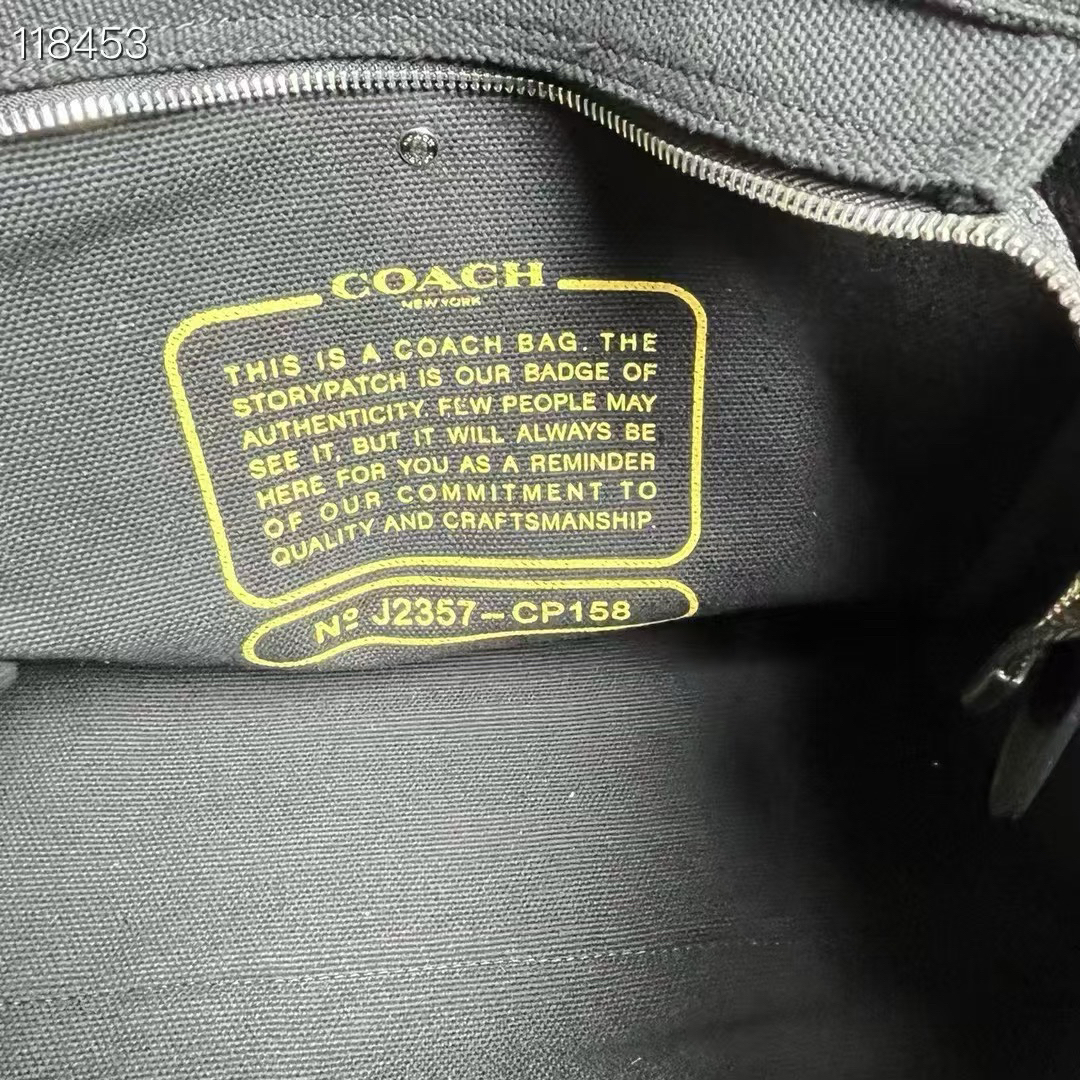 118453
COACH
NEW YORK
THIS IS A COACH BAG. THE
STORYPATCH IS OUR BADGE OF
AUTHENTICITY. FEW PEOPLE MAY
SEE IT, BUT IT WILL ALWAYS BE
HERE FOR YOU AS A REMINDER
OF OUR COMMITMENT TO
QUALITY AND CRAFTSMANSHIP.
Nº J2357-CP158